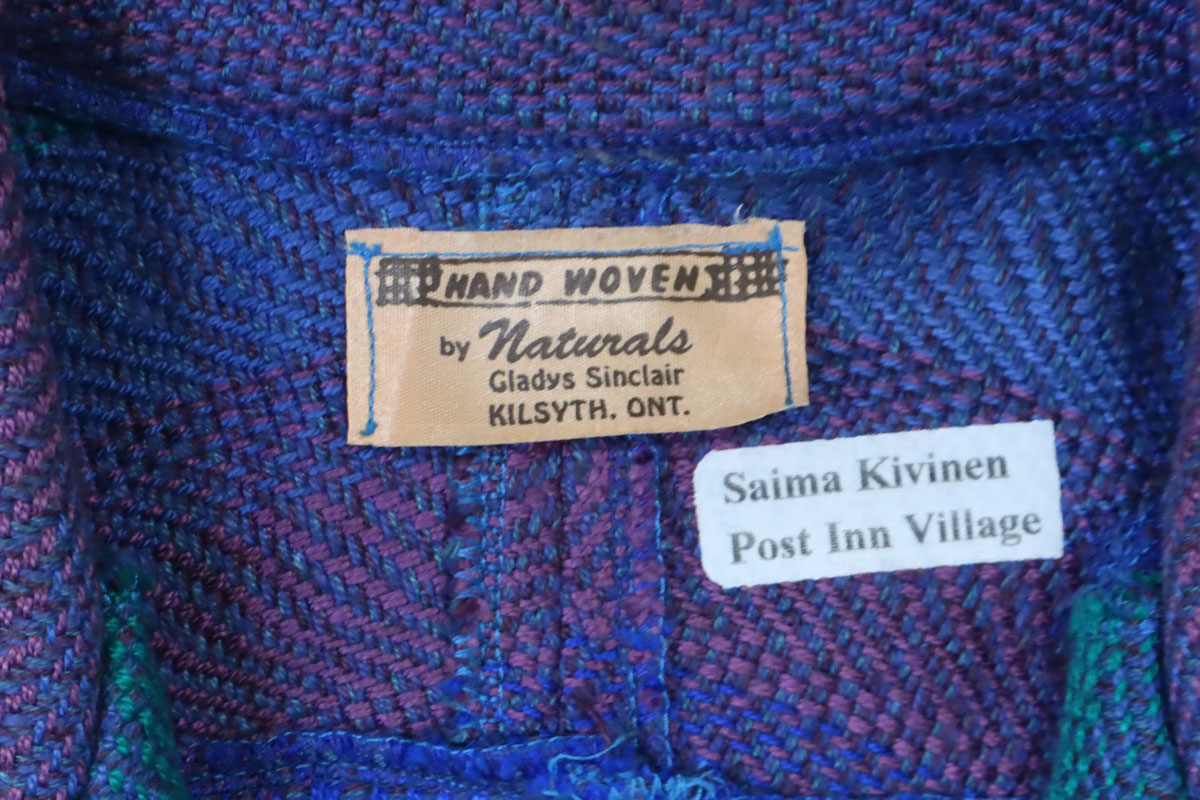 HAND WOVEN
by Naturals
Gladys Sinclair
KILSYTH. ONT.
Saima Kivinen
Post Inn Village